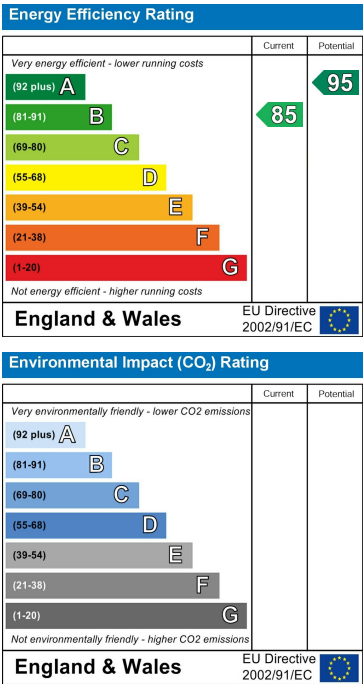 Energy Efficiency Rating
Current Potential
Very energy efficient - lower running costs
(92 plus) A 95
(81-91) B 85
(69-80) C
(55-68) D
(39-54) E
(21-38) F
(1-20) G
Not energy efficient - higher running costs
England & Wales EU Directive
2002/91/EC
Environmental Impact (CO₂) Rating
Current Potential
Very environmentally friendly - lower CO2 emissions
(92 plus) A
(81-91) B
(69-80) C
(55-68) D
(39-54) E
(21-38) F
(1-20) G
Not environmentally friendly - higher CO2 emissions
England & Wales EU Directive
2002/91/EC